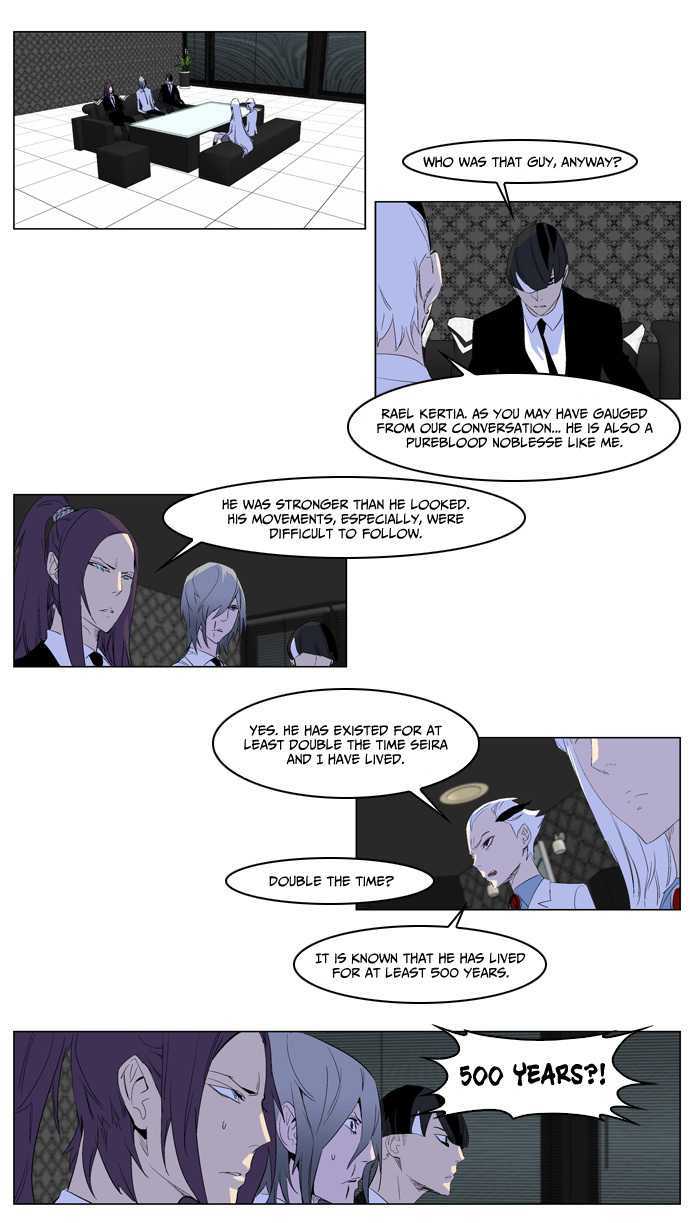 WHO WAS THAT GUY, ANYWAY?
RAEL KERTIA. AS YOU MAY HAVE GAUGED
FROM OUR CONVERSATION... HE IS ALSO A
PUREBLOOD NOBLESSE LIKE ME.
HE WAS STRONGER THAN HE LOOKED.
HIS MOVEMENTS, ESPECIALLY, WERE
DIFFICULT TO FOLLOW.
YES. HE HAS EXISTED FOR AT
LEAST DOUBLE THE TIME SEIRA
AND I HAVE LIVED.
DOUBLE THE TIME?
IT IS KNOWN THAT HE HAS LIVED
FOR AT LEAST 500 YEARS.
500 YEARS?!